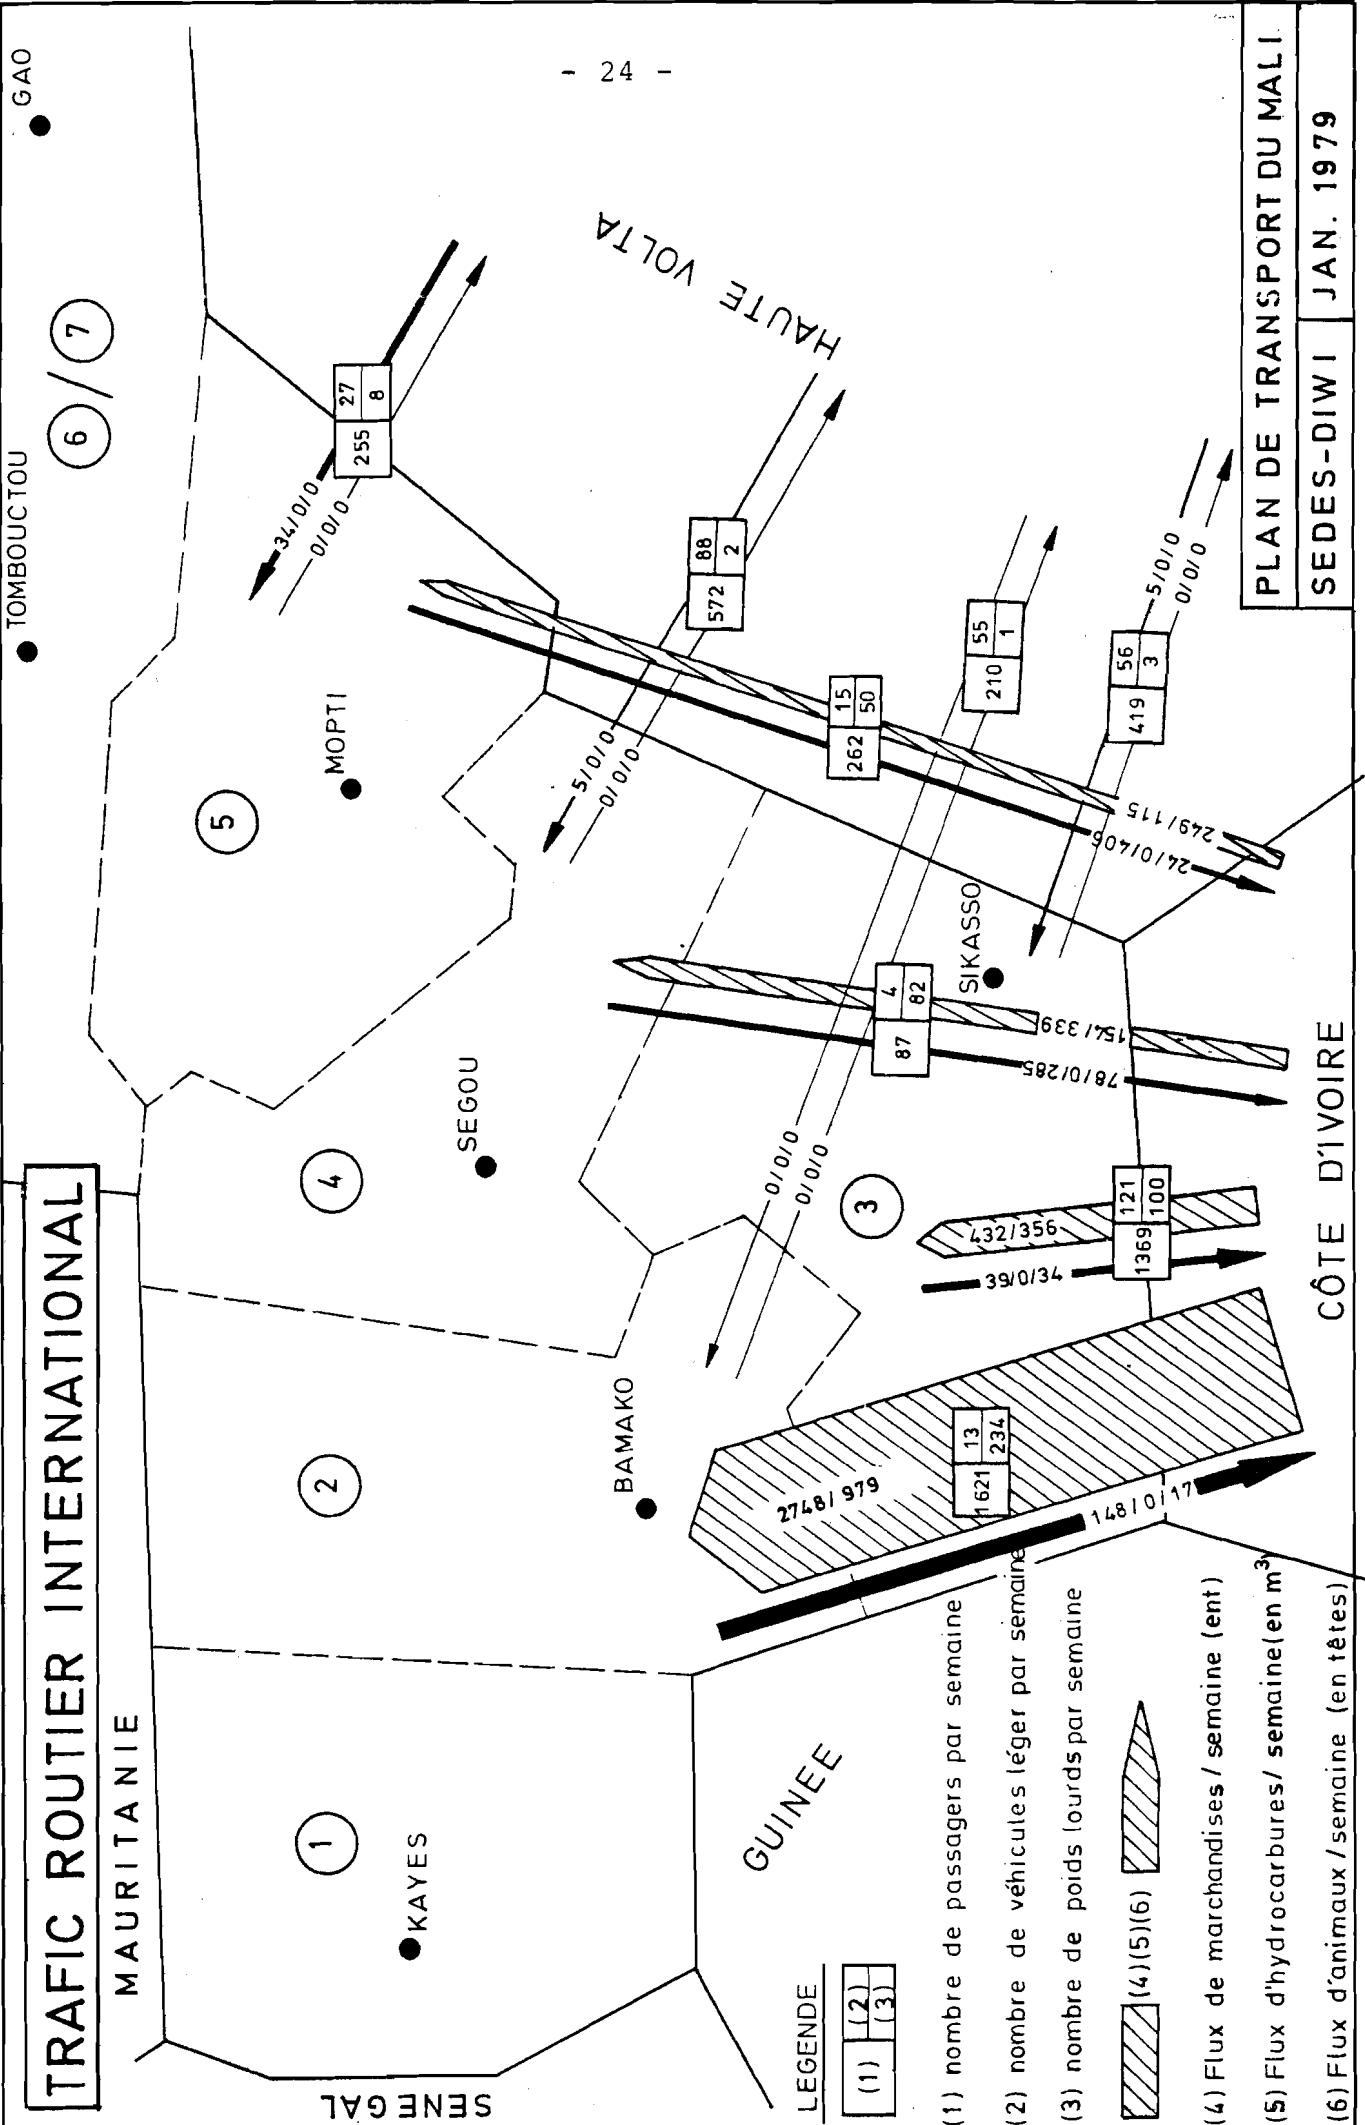 - 24 -
TRAFIC ROUTIER INTERNATIONAL
MAURITANIE
SENEGAL
GUINEE
CÔTE D'IVOIRE
HAUTE VOLTA
TOMBOUCTOU
GAO
MOPTI
SEGOU
BAMAKO
KAYES
SIKASSO
1
2
3
4
5
6 / 7
34/0/0
0/0/0
255
27
8
5/0/0
0/0/0
572
88
2
262
15
50
249/115
24/0/406
0/0/0
0/0/0
210
55
1
5/0/0
0/0/0
419
56
3
87
4
82
154/339
78/0/285
432/356
39/0/34
1369
121
100
2748/979
148/0/17
1621
13
234
LEGENDE
(1)
(2)
(3)
(1) nombre de passagers par semaine
(2) nombre de véhicules léger par semaine
(3) nombre de poids lourds par semaine
(4)(5)(6)
(4) Flux de marchandises / semaine (ent)
(5) Flux d'hydrocarbures / semaine (en m³)
(6) Flux d'animaux / semaine (en têtes)
PLAN DE TRANSPORT DU MALI
SEDES-DIWI
JAN. 1979